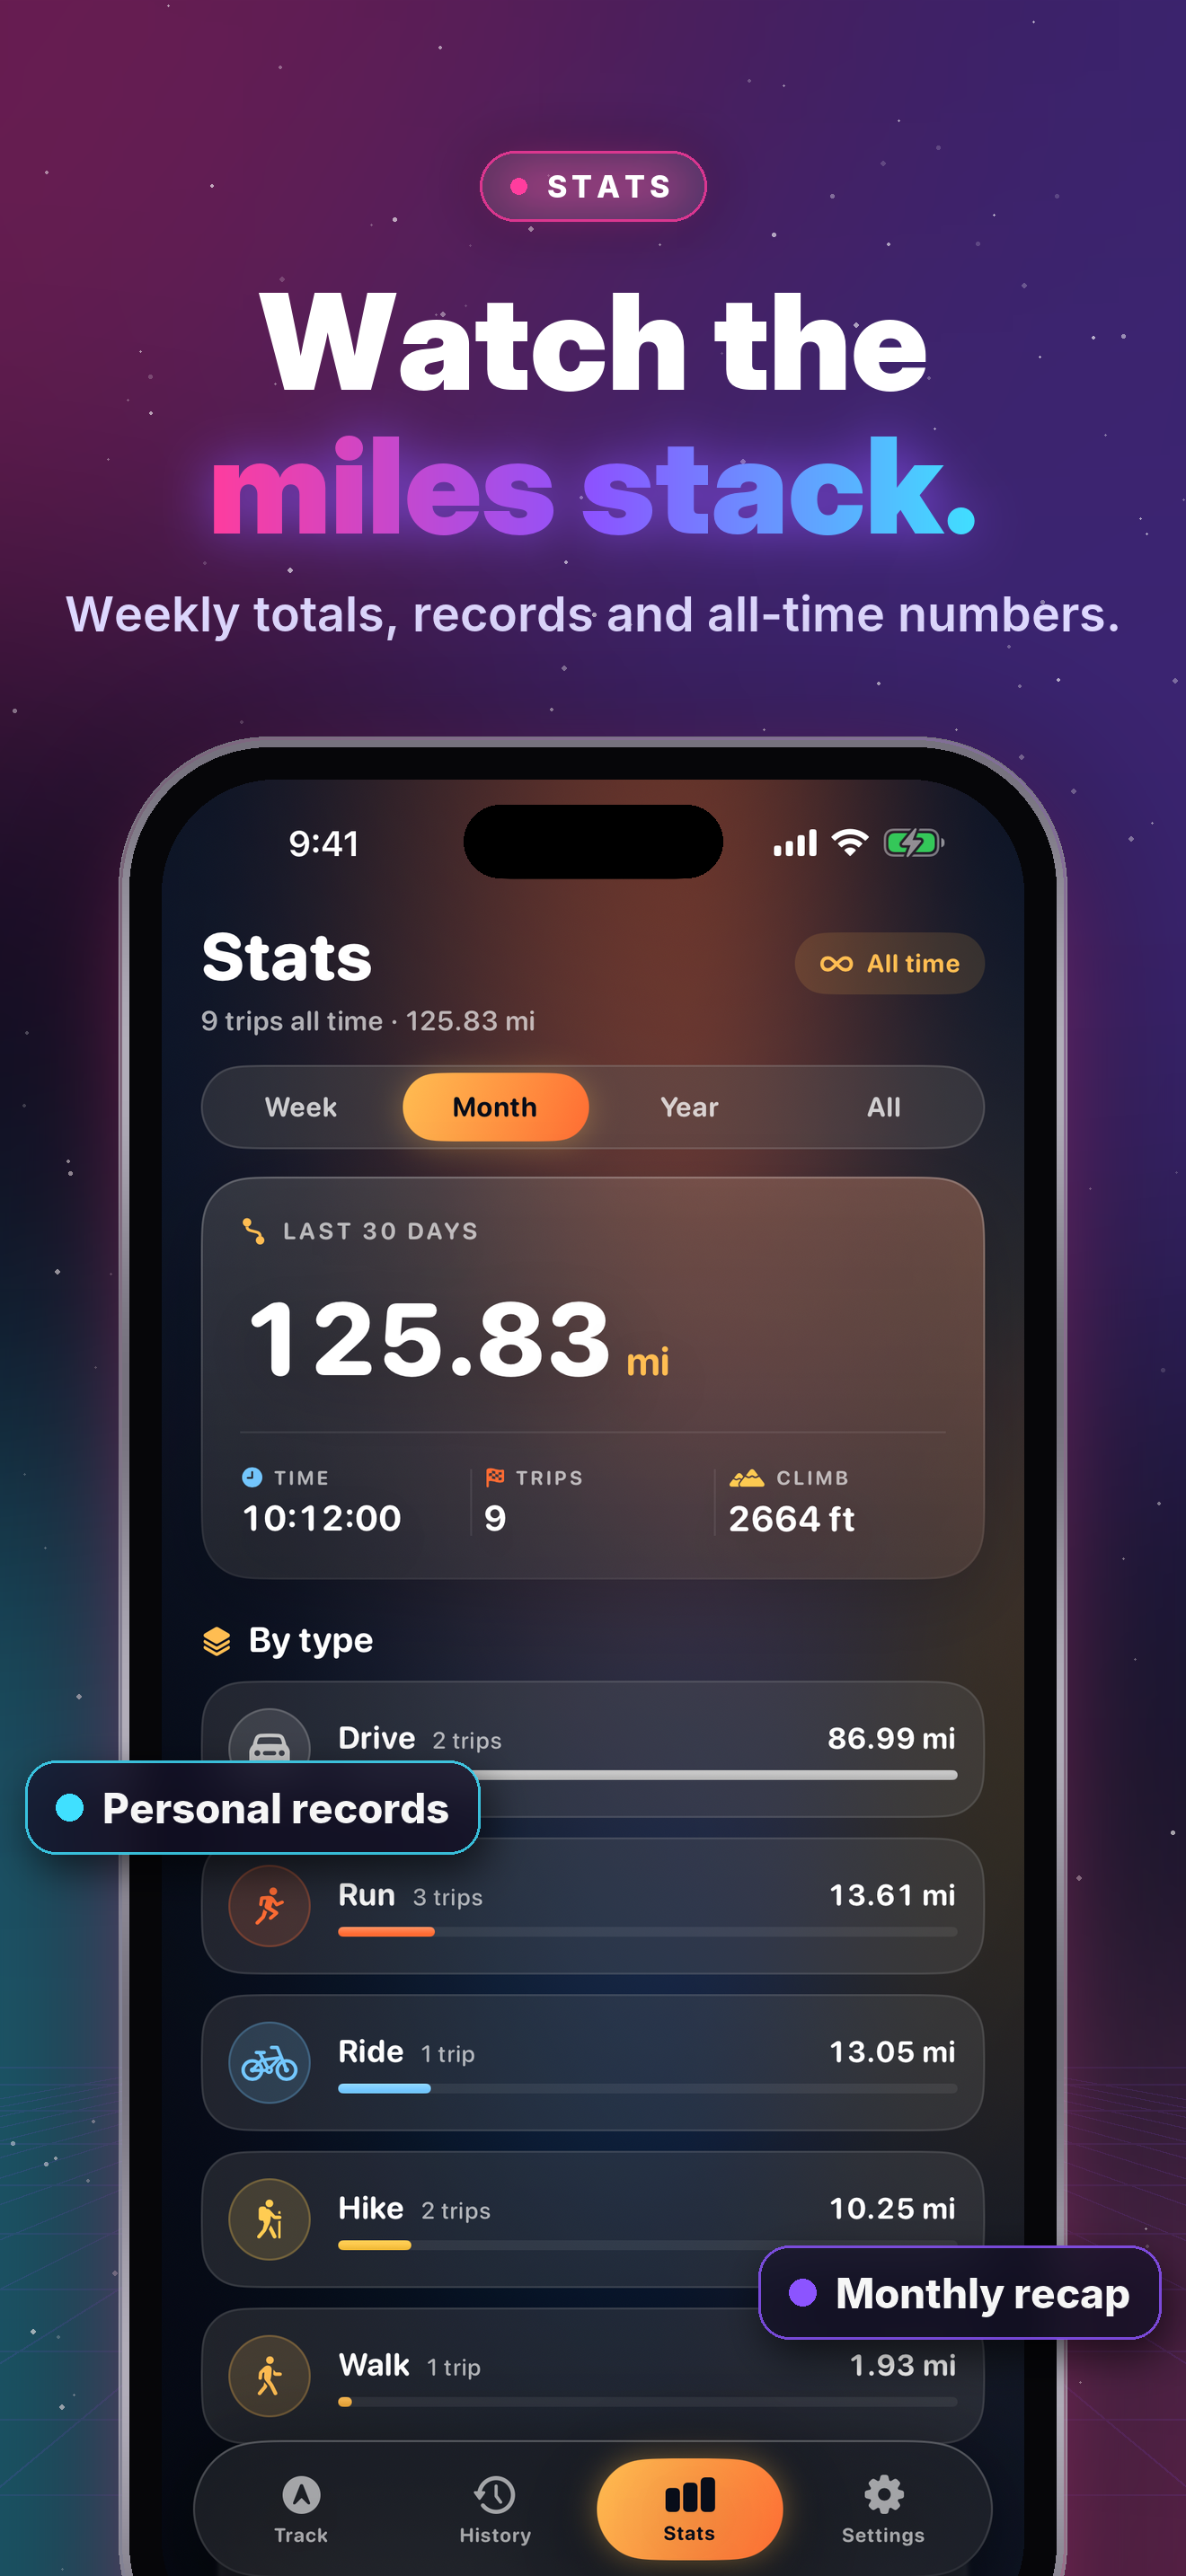 STATS
Watch the
miles stack.
Weekly totals, records and all-time numbers.
9:41
Stats
All time
9 trips all time · 125.83 mi
Week Month Year All
LAST 30 DAYS
125.83 mi
TIME TRIPS CLIMB
10:12:00 9 2664 ft
By type
Drive 2 trips 86.99 mi
Personal records
Run 3 trips 13.61 mi
Ride 1 trip 13.05 mi
Hike 2 trips 10.25 mi
Monthly recap
Walk 1 trip 1.93 mi
Track History Stats Settings